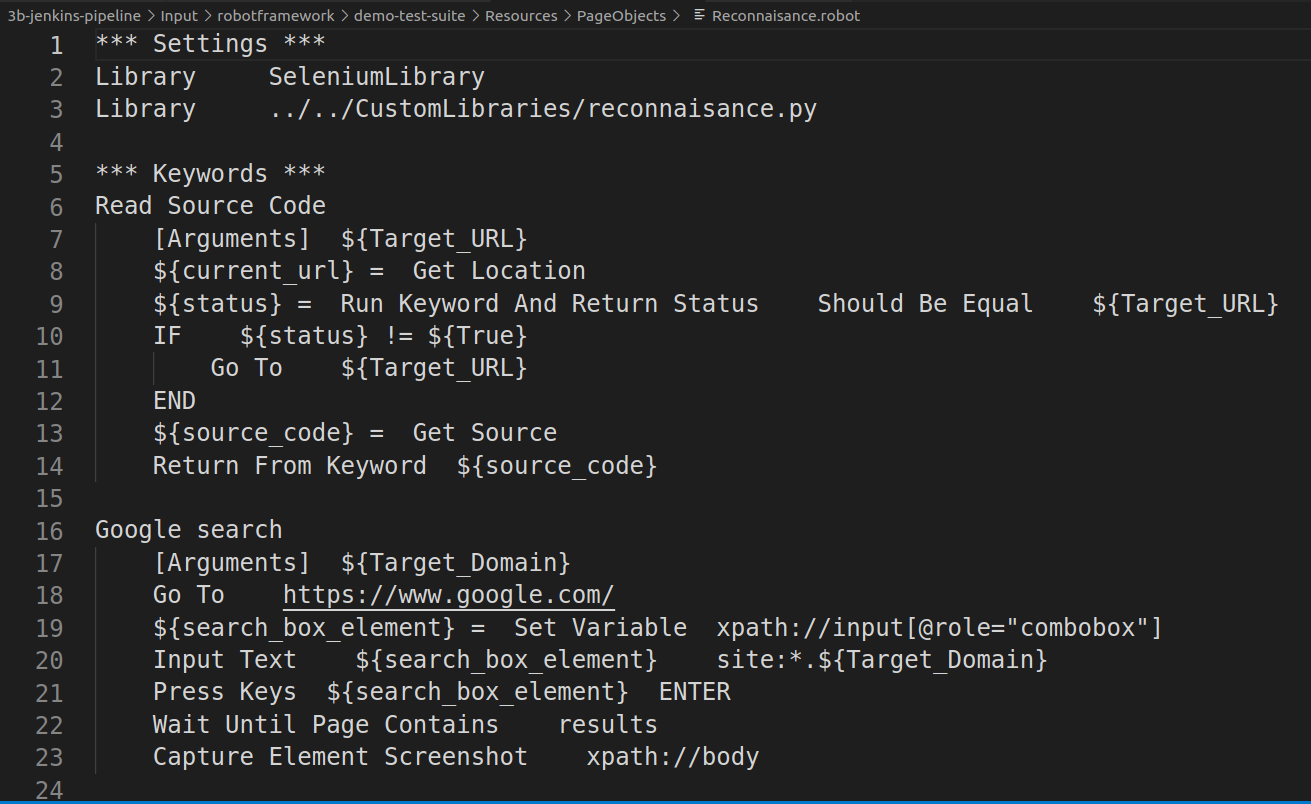 3b-jenkins-pipeline > Input > robotframework > demo-test-suite > Resources > PageObjects > Reconnaisance.robot
1 *** Settings ***
2 Library     SeleniumLibrary
3 Library     ../../CustomLibraries/reconnaisance.py
4
5 *** Keywords ***
6 Read Source Code
7     [Arguments]  ${Target_URL}
8     ${current_url} =  Get Location
9     ${status} =  Run Keyword And Return Status    Should Be Equal    ${Target_URL}
10     IF    ${status} != ${True}
11         Go To    ${Target_URL}
12     END
13     ${source_code} =  Get Source
14     Return From Keyword  ${source_code}
15
16 Google search
17     [Arguments]  ${Target_Domain}
18     Go To    https://www.google.com/
19     ${search_box_element} =  Set Variable  xpath://input[@role="combobox"]
20     Input Text    ${search_box_element}    site:*.${Target_Domain}
21     Press Keys  ${search_box_element}  ENTER
22     Wait Until Page Contains    results
23     Capture Element Screenshot    xpath://body
24